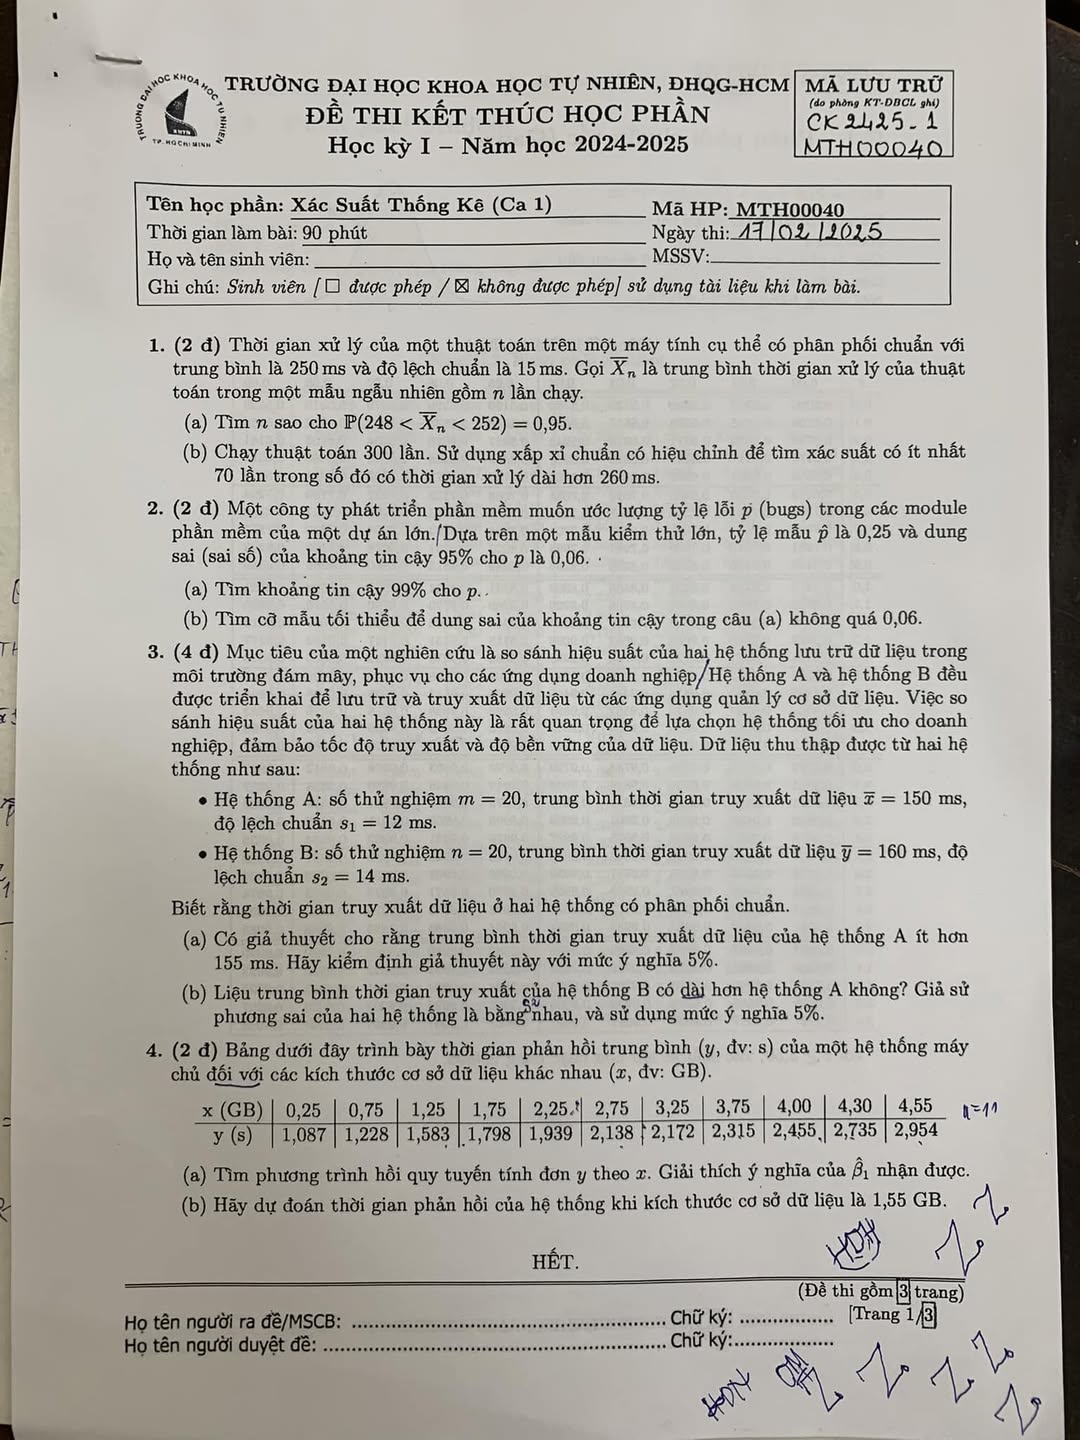 TRƯỜNG ĐẠI HỌC KHOA HỌC TỰ NHIÊN
TP. HỒ CHÍ MINH
TRƯỜNG ĐẠI HỌC KHOA HỌC TỰ NHIÊN, ĐHQG-HCM
ĐỀ THI KẾT THÚC HỌC PHẦN
Học kỳ I – Năm học 2024-2025
MÃ LƯU TRỮ
(do phòng KT-ĐBCL ghi)
CK2425-1
MTH00040
Tên học phần: Xác Suất Thống Kê (Ca 1) Mã HP: MTH00040
Thời gian làm bài: 90 phút Ngày thi: 17/02/2025
Họ và tên sinh viên: MSSV:
Ghi chú: Sinh viên [☐ được phép / ☒ không được phép] sử dụng tài liệu khi làm bài.
1. (2 đ) Thời gian xử lý của một thuật toán trên một máy tính cụ thể có phân phối chuẩn với
trung bình là 250 ms và độ lệch chuẩn là 15 ms. Gọi X̅ₙ là trung bình thời gian xử lý của thuật
toán trong một mẫu ngẫu nhiên gồm n lần chạy.
(a) Tìm n sao cho ℙ(248 < X̅ₙ < 252) = 0,95.
(b) Chạy thuật toán 300 lần. Sử dụng xấp xỉ chuẩn có hiệu chỉnh để tìm xác suất có ít nhất
70 lần trong số đó có thời gian xử lý dài hơn 260 ms.
2. (2 đ) Một công ty phát triển phần mềm muốn ước lượng tỷ lệ lỗi p (bugs) trong các module
phần mềm của một dự án lớn./Dựa trên một mẫu kiểm thử lớn, tỷ lệ mẫu p̂ là 0,25 và dung
sai (sai số) của khoảng tin cậy 95% cho p là 0,06.
(a) Tìm khoảng tin cậy 99% cho p.
(b) Tìm cỡ mẫu tối thiểu để dung sai của khoảng tin cậy trong câu (a) không quá 0,06.
3. (4 đ) Mục tiêu của một nghiên cứu là so sánh hiệu suất của hai hệ thống lưu trữ dữ liệu trong
môi trường đám mây, phục vụ cho các ứng dụng doanh nghiệp/Hệ thống A và hệ thống B đều
được triển khai để lưu trữ và truy xuất dữ liệu từ các ứng dụng quản lý cơ sở dữ liệu. Việc so
sánh hiệu suất của hai hệ thống này là rất quan trọng để lựa chọn hệ thống tối ưu cho doanh
nghiệp, đảm bảo tốc độ truy xuất và độ bền vững của dữ liệu. Dữ liệu thu thập được từ hai hệ
thống như sau:
• Hệ thống A: số thử nghiệm m = 20, trung bình thời gian truy xuất dữ liệu x̅ = 150 ms,
độ lệch chuẩn s₁ = 12 ms.
• Hệ thống B: số thử nghiệm n = 20, trung bình thời gian truy xuất dữ liệu y̅ = 160 ms, độ
lệch chuẩn s₂ = 14 ms.
Biết rằng thời gian truy xuất dữ liệu ở hai hệ thống có phân phối chuẩn.
(a) Có giả thuyết cho rằng trung bình thời gian truy xuất dữ liệu của hệ thống A ít hơn
155 ms. Hãy kiểm định giả thuyết này với mức ý nghĩa 5%.
(b) Liệu trung bình thời gian truy xuất của hệ thống B có dài hơn hệ thống A không? Giả sử
phương sai của hai hệ thống là bằng nhau, và sử dụng mức ý nghĩa 5%.
4. (2 đ) Bảng dưới đây trình bày thời gian phản hồi trung bình (y, đv: s) của một hệ thống máy
chủ đối với các kích thước cơ sở dữ liệu khác nhau (x, đv: GB).
x (GB) 0,25 0,75 1,25 1,75 2,25 2,75 3,25 3,75 4,00 4,30 4,55 n=11
y (s) 1,087 1,228 1,583 1,798 1,939 2,138 2,172 2,315 2,455 2,735 2,954
(a) Tìm phương trình hồi quy tuyến tính đơn y theo x. Giải thích ý nghĩa của β̂₁ nhận được.
(b) Hãy dự đoán thời gian phản hồi của hệ thống khi kích thước cơ sở dữ liệu là 1,55 GB.
HẾT.
(Đề thi gồm 3 trang)
Họ tên người ra đề/MSCB: ................ Chữ ký: ................ [Trang 1/3]
Họ tên người duyệt đề: ................ Chữ ký: ................